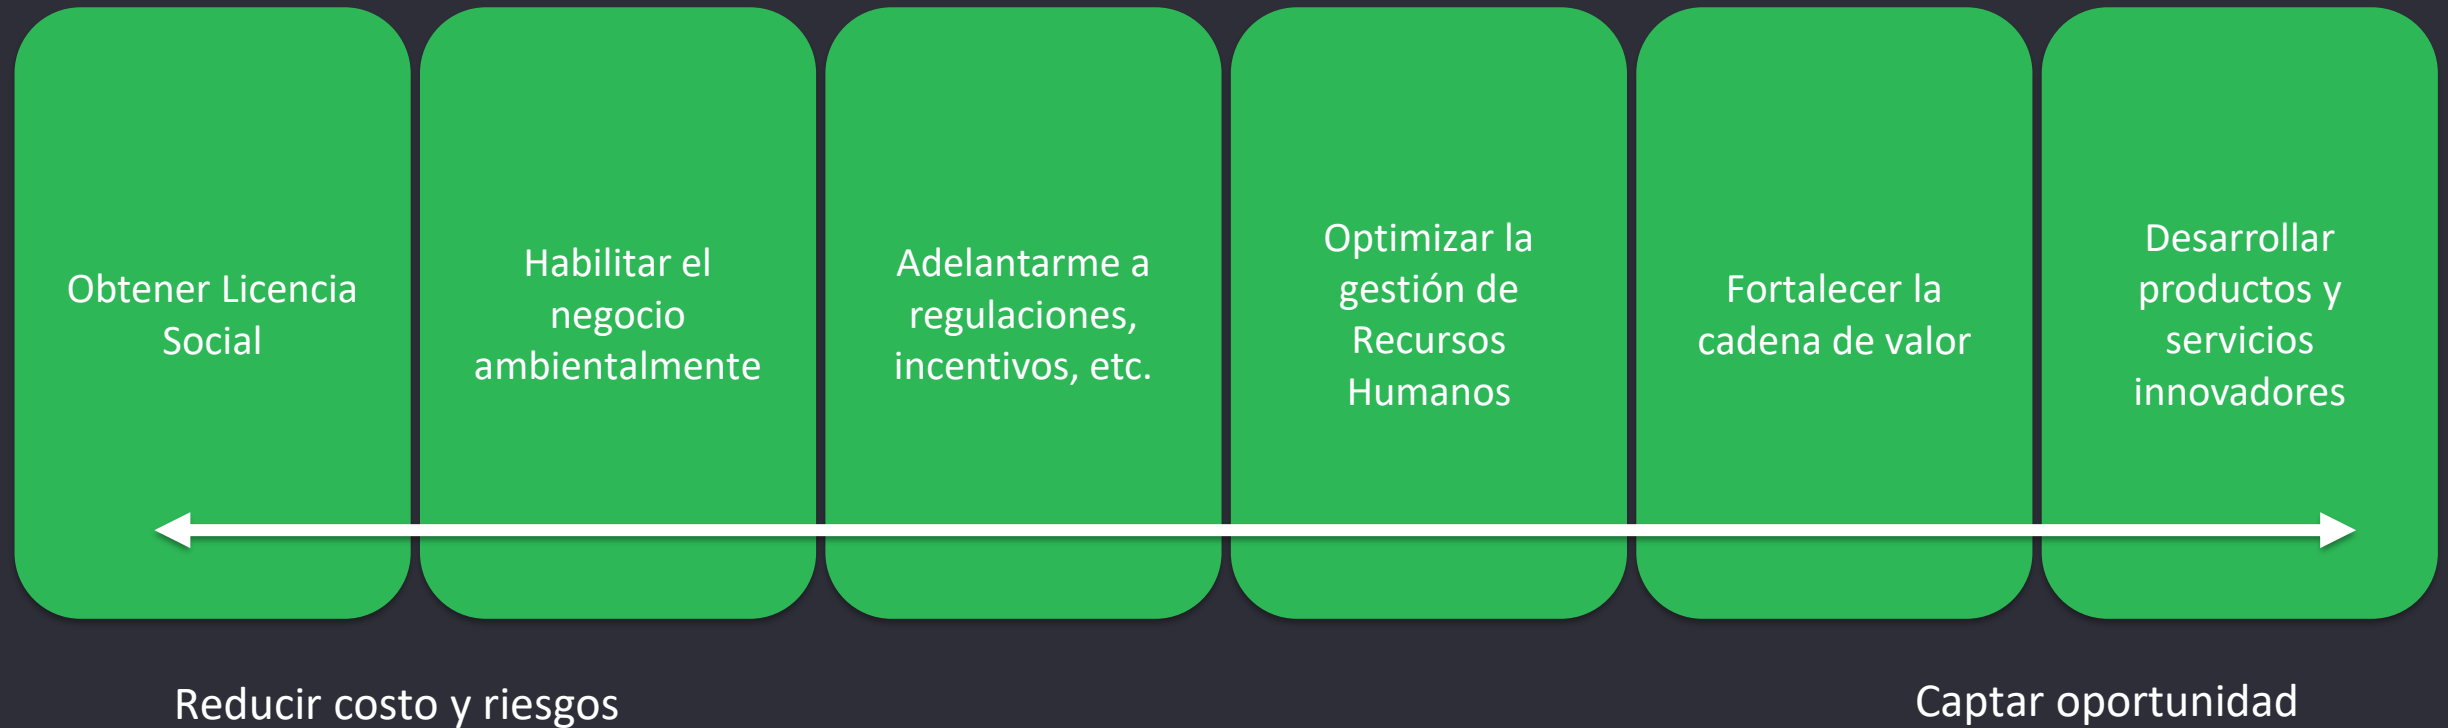 Obtener Licencia
Social
Habilitar el
negocio
ambientalmente
Adelantarme a
regulaciones,
incentivos, etc.
Optimizar la
gestión de
Recursos
Humanos
Fortalecer la
cadena de valor
Desarrollar
productos y
servicios
innovadores
Reducir costo y riesgos
Captar oportunidad